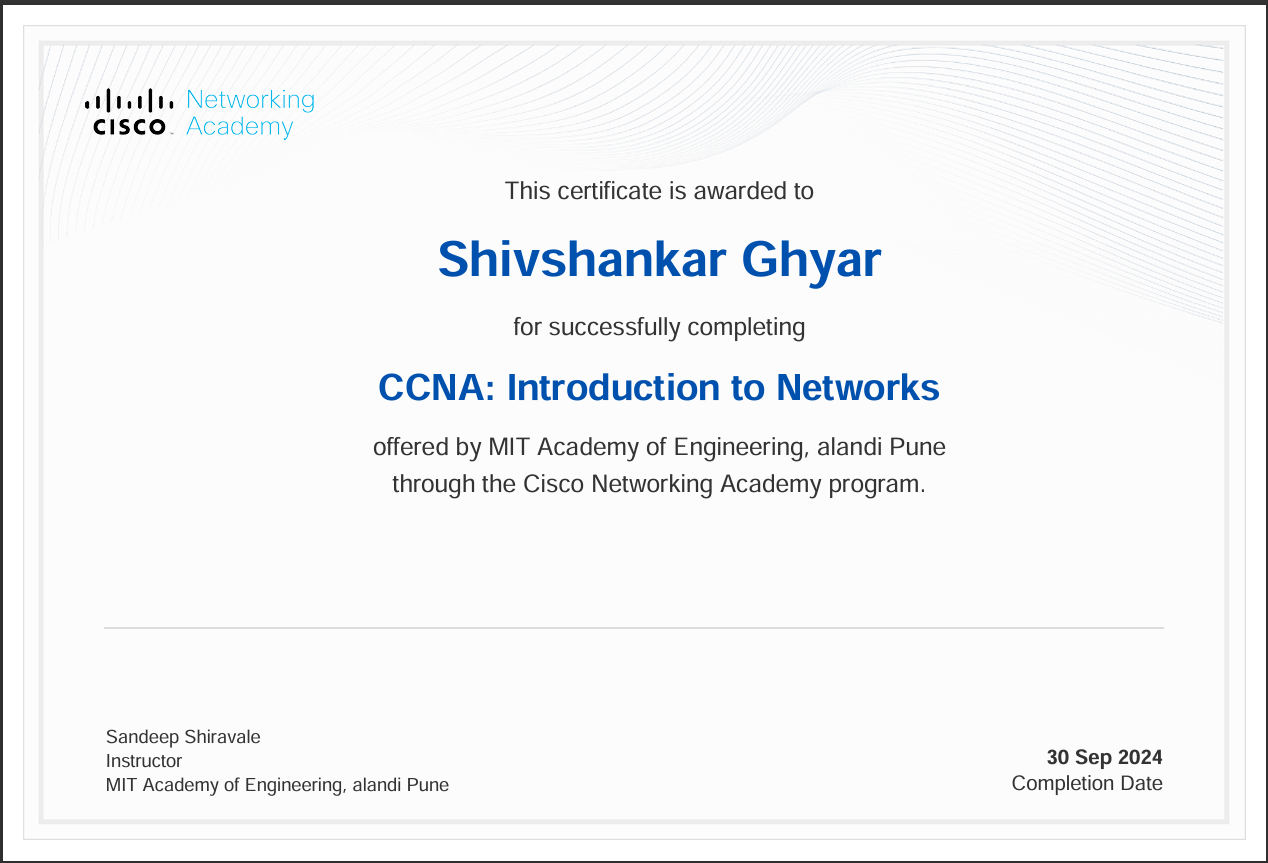 Networking
CISCO Academy
This certificate is awarded to
Shivshankar Ghyar
for successfully completing
CCNA: Introduction to Networks
offered by MIT Academy of Engineering, alandi Pune
through the Cisco Networking Academy program.
Sandeep Shiravale
Instructor
MIT Academy of Engineering, alandi Pune
30 Sep 2024
Completion Date